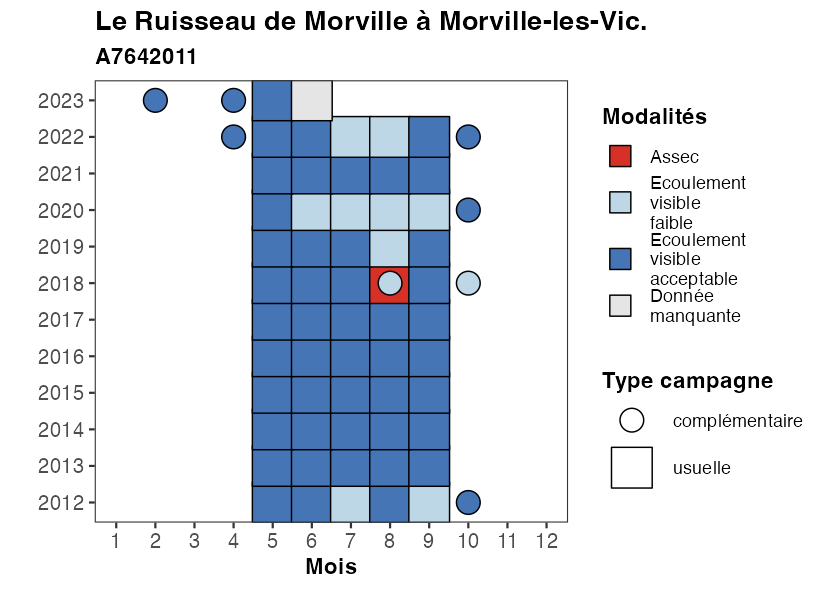 Le Ruisseau de Morville à Morville-les-Vic.
A7642011
2023
2022
2021
2020
2019
2018
2017
2016
2015
2014
2013
2012
1 2 3 4 5 6 7 8 9 10 11 12
Mois
Modalités
Assec
Ecoulement
visible
faible
Ecoulement
visible
acceptable
Donnée
manquante
Type campagne
complémentaire
usuelle